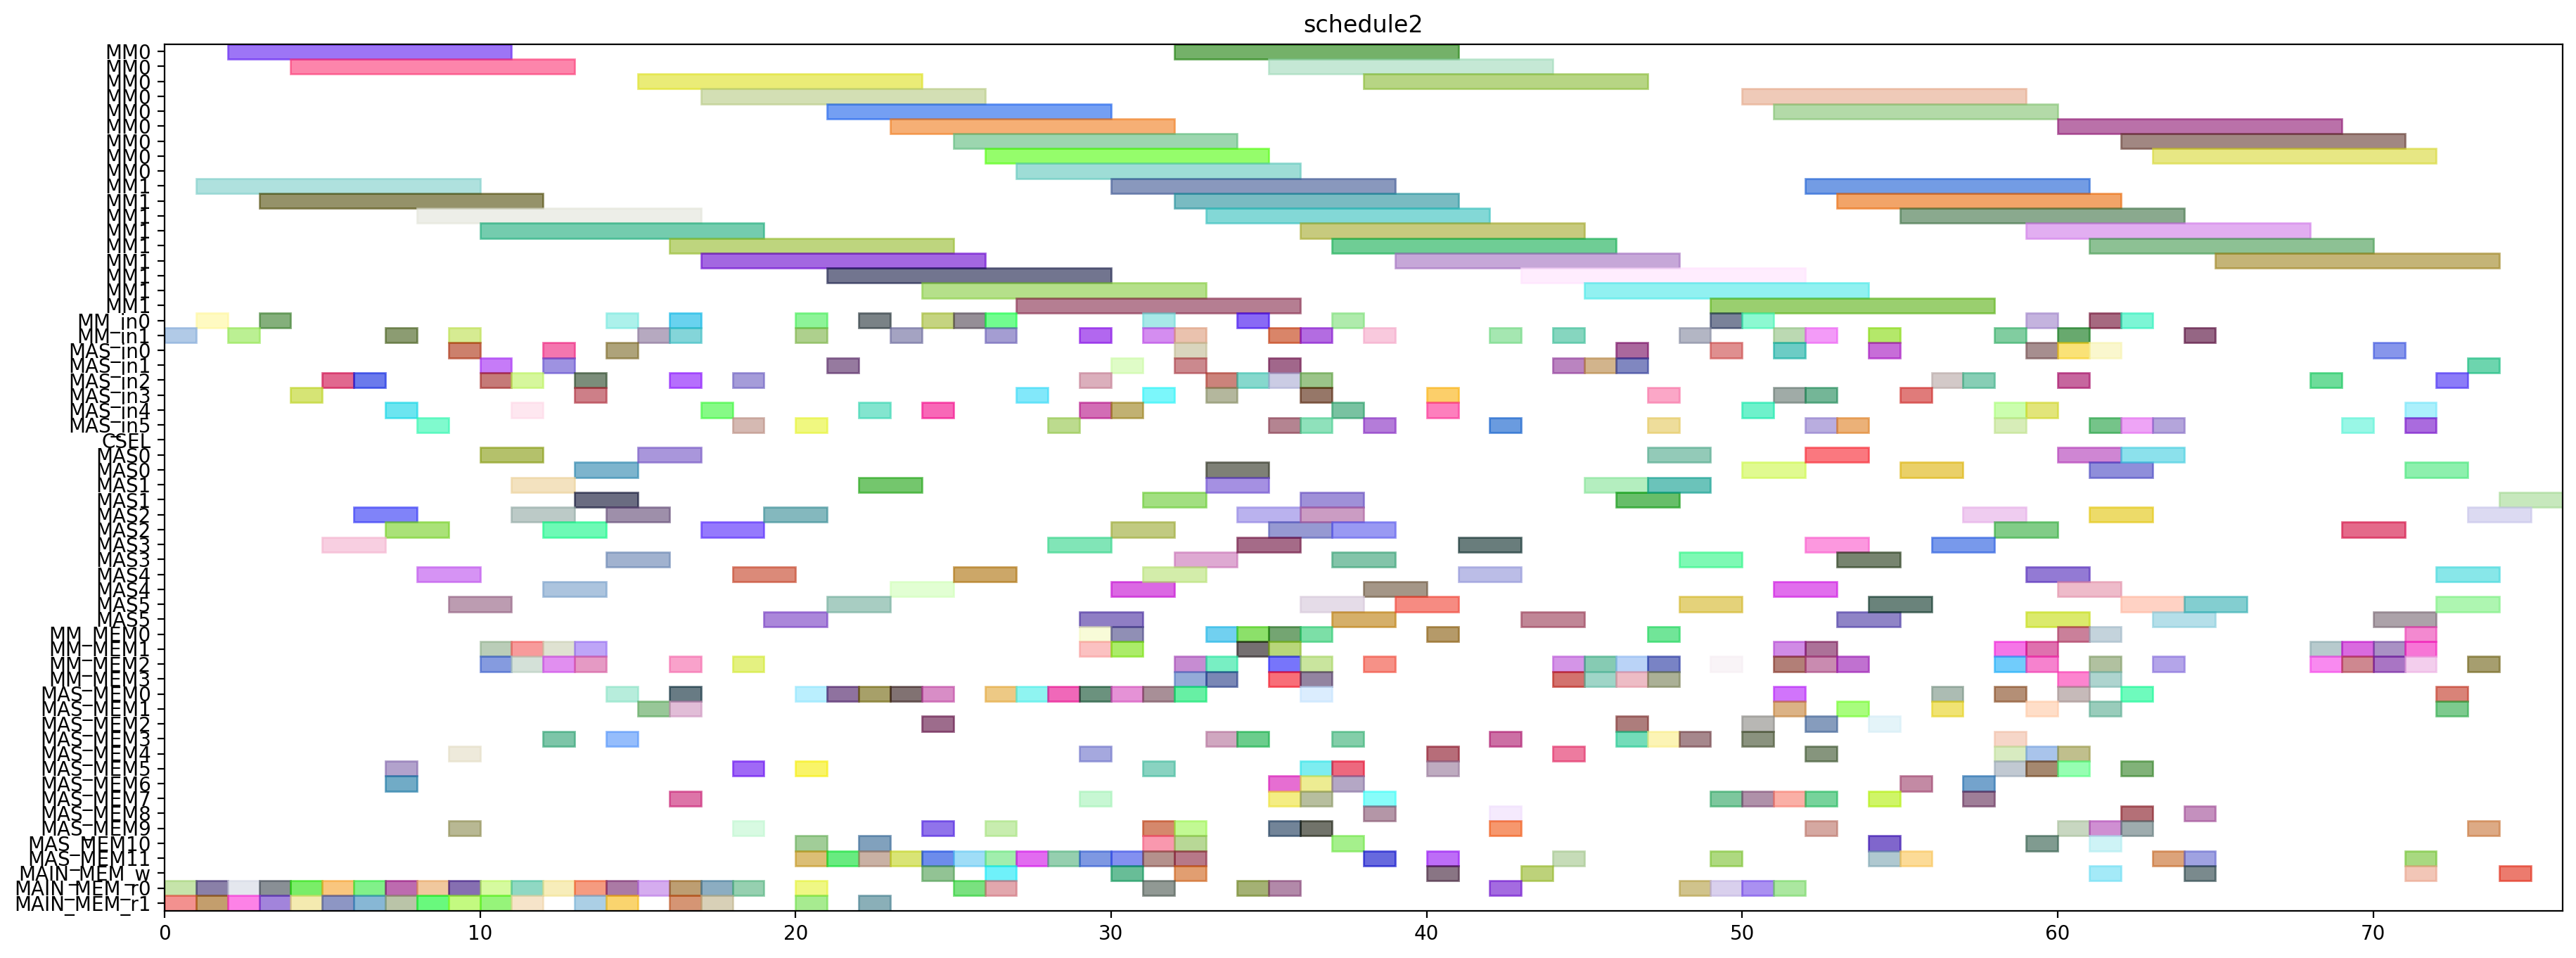 schedule2
MM0
MM0
MM0
MM0
MM0
MM0
MM0
MM0
MM0
MM1
MM1
MM1
MM1
MM1
MM1
MM1
MM1
MM1
MM_in0
MM_in1
MAS_in0
MAS_in1
MAS_in2
MAS_in3
MAS_in4
MAS_in5
CSEL
MAS0
MAS0
MAS1
MAS1
MAS2
MAS2
MAS3
MAS3
MAS4
MAS4
MAS5
MAS5
MM_MEM0
MM_MEM1
MM_MEM2
MM_MEM3
MAS_MEM0
MAS_MEM1
MAS_MEM2
MAS_MEM3
MAS_MEM4
MAS_MEM5
MAS_MEM6
MAS_MEM7
MAS_MEM8
MAS_MEM9
MAS_MEM10
MAS_MEM11
MAIN_MEM_w
MAIN_MEM_r0
MAIN_MEM_r1
0 10 20 30 40 50 60 70